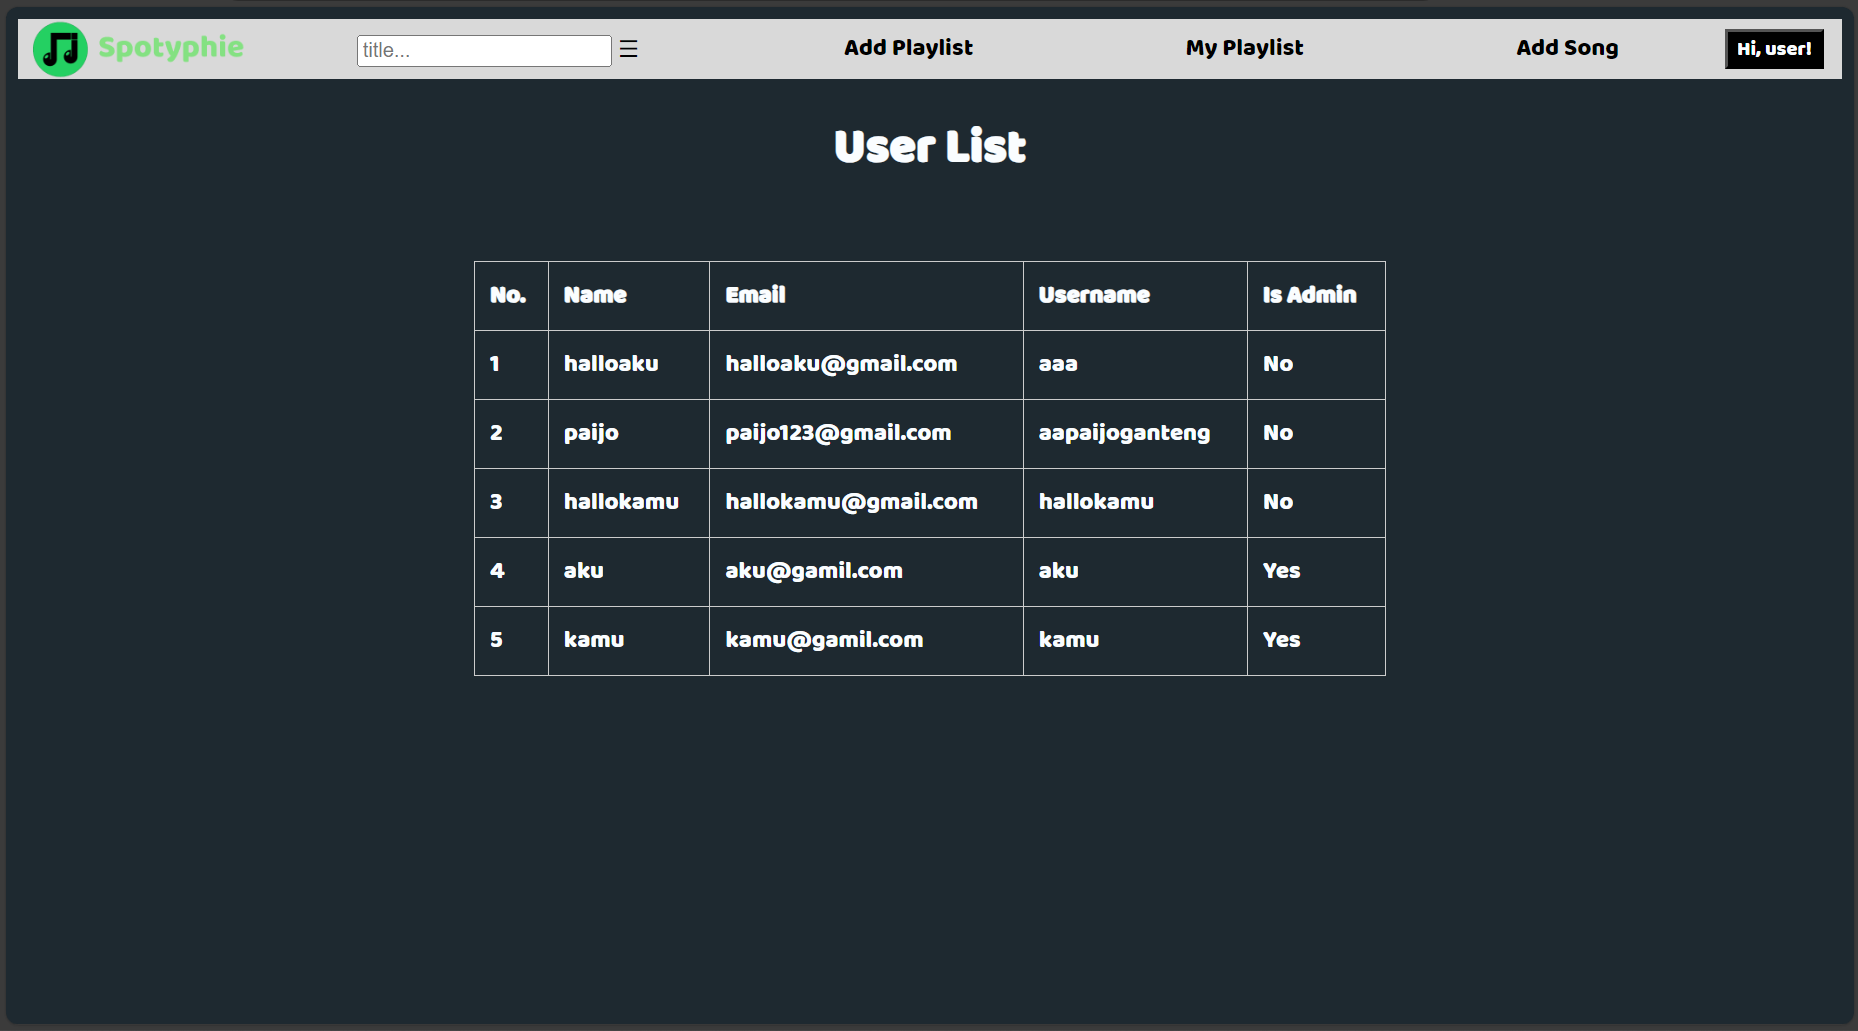 Spotyphie title... ☰ Add Playlist My Playlist Add Song Hi, user!
User List
No. Name Email Username Is Admin
1 halloaku halloaku@gmail.com aaa No
2 paijo paijo123@gmail.com aapaijoganteng No
3 hallokamu hallokamu@gmail.com hallokamu No
4 aku aku@gamil.com aku Yes
5 kamu kamu@gamil.com kamu Yes